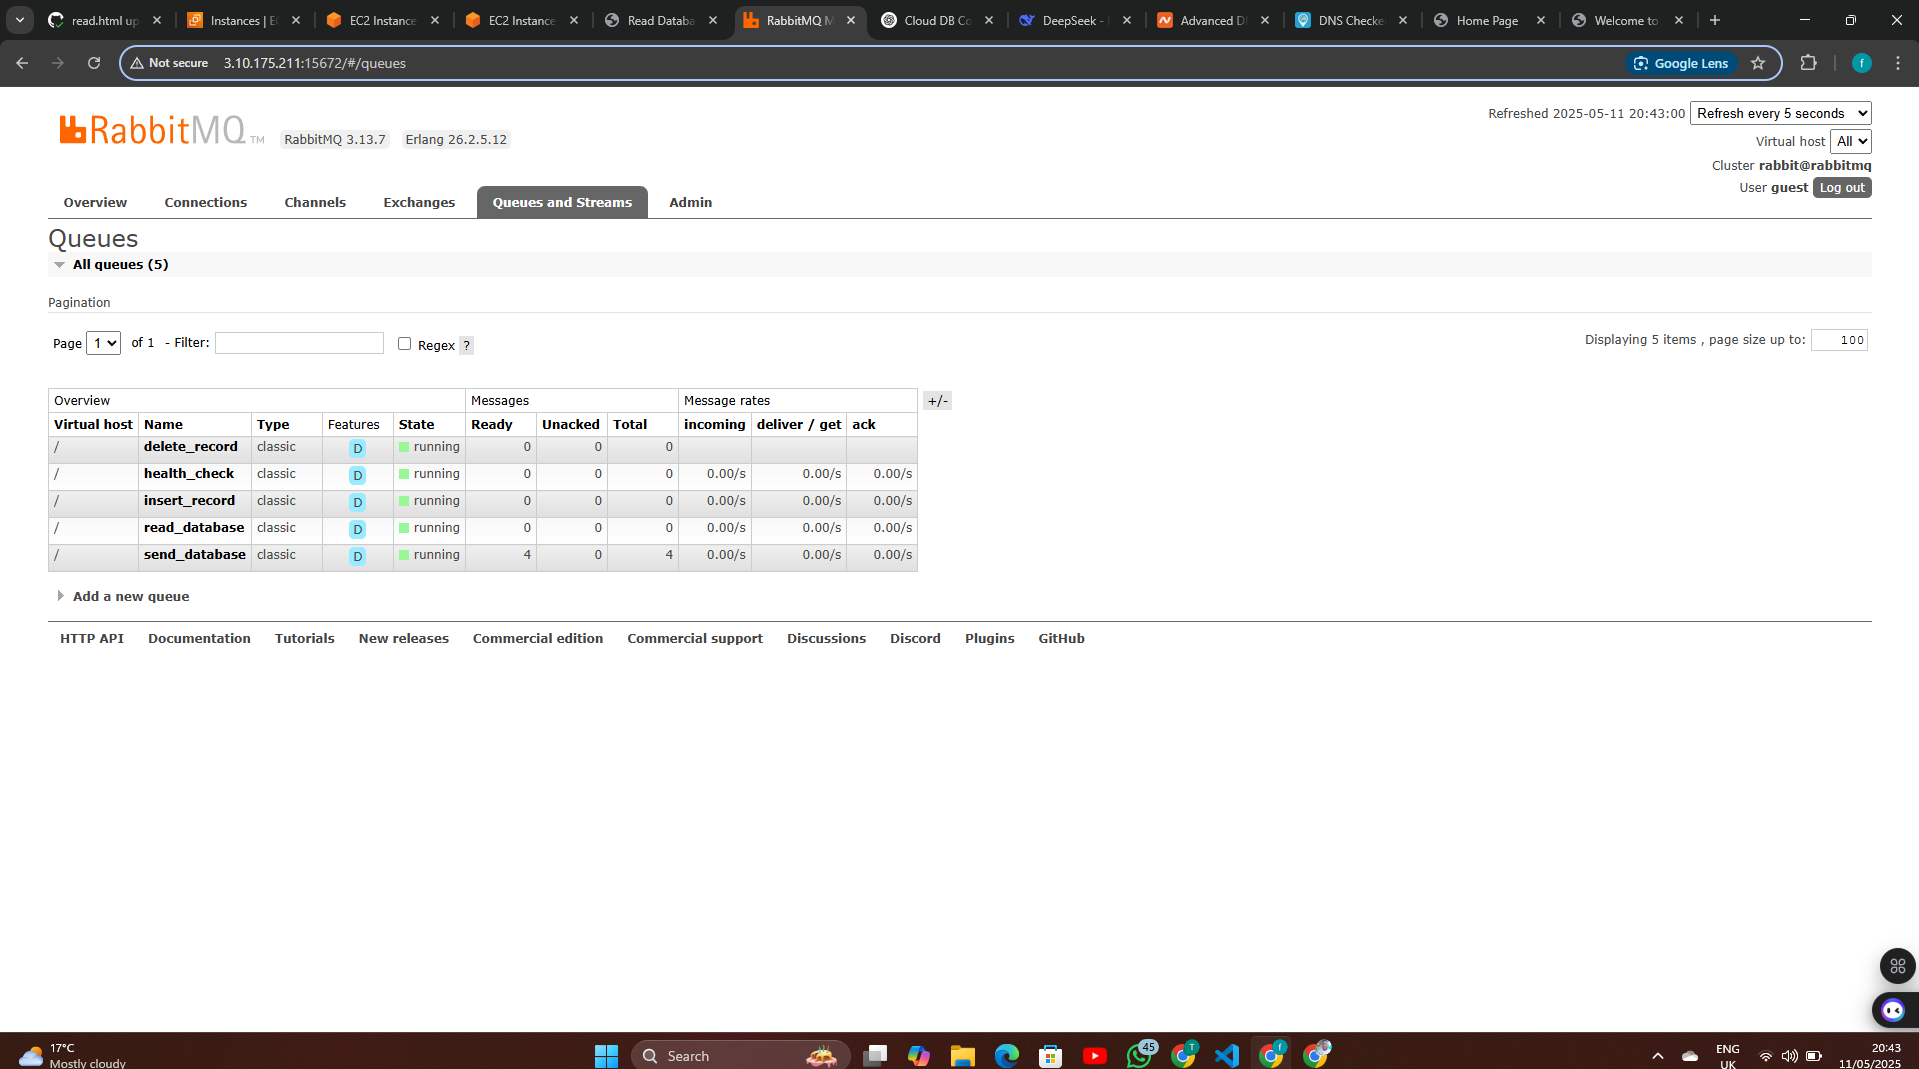 read.html up
Instances | E
EC2 Instance
EC2 Instance
Read Databa
RabbitMQ M
Cloud DB Co
DeepSeek -
Advanced D
DNS Checke
Home Page
Welcome to
Not secure 3.10.175.211:15672/#/queues
Google Lens
f
RabbitMQ TM
RabbitMQ 3.13.7 Erlang 26.2.5.12
Refreshed 2025-05-11 20:43:00 Refresh every 5 seconds
Virtual host All
Cluster rabbit@rabbitmq
User guest Log out
Overview Connections Channels Exchanges Queues and Streams Admin
Queues
All queues (5)
Pagination
Page 1 of 1 - Filter: Regex ?
Displaying 5 items , page size up to: 100
Overview Messages Message rates +/-
Virtual host Name Type Features State Ready Unacked Total incoming deliver / get ack
/ delete_record classic D running 0 0 0
/ health_check classic D running 0 0 0 0.00/s 0.00/s 0.00/s
/ insert_record classic D running 0 0 0 0.00/s 0.00/s 0.00/s
/ read_database classic D running 0 0 0 0.00/s 0.00/s 0.00/s
/ send_database classic D running 4 0 4 0.00/s 0.00/s 0.00/s
Add a new queue
HTTP API Documentation Tutorials New releases Commercial edition Commercial support Discussions Discord Plugins GitHub
17°C
Mostly cloudy
Search
45
T
f
ENG
UK
20:43
11/05/2025